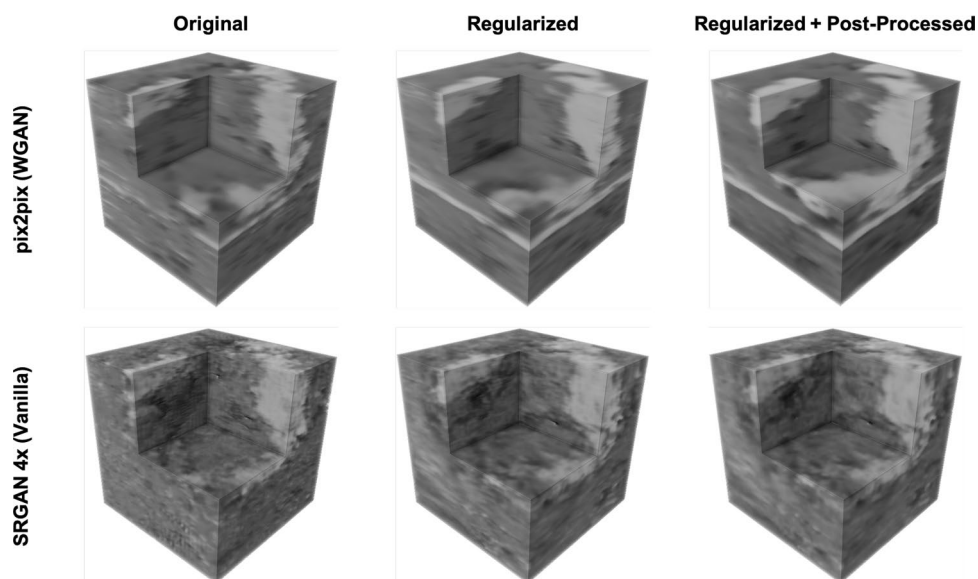 Original
Regularized
Regularized + Post-Processed
pix2pix (WGAN)
SRGAN 4x (Vanilla)